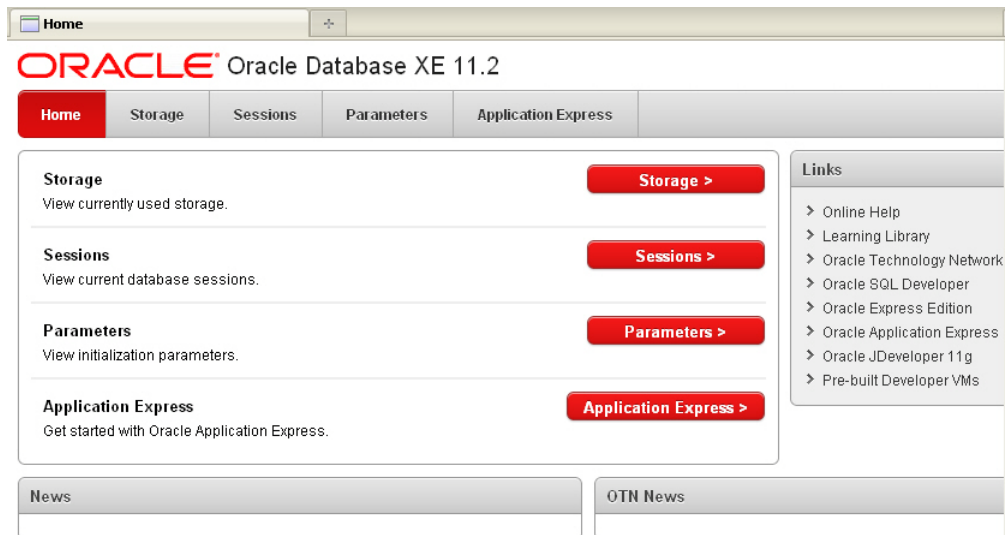 Home
ORACLE Oracle Database XE 11.2
Home Storage Sessions Parameters Application Express
Storage
View currently used storage.
Storage >
Sessions
View current database sessions.
Sessions >
Parameters
View initialization parameters.
Parameters >
Application Express
Get started with Oracle Application Express.
Application Express >
Links
Online Help
Learning Library
Oracle Technology Network
Oracle SQL Developer
Oracle Express Edition
Oracle Application Express
Oracle JDeveloper 11g
Pre-built Developer VMs
News
OTN News